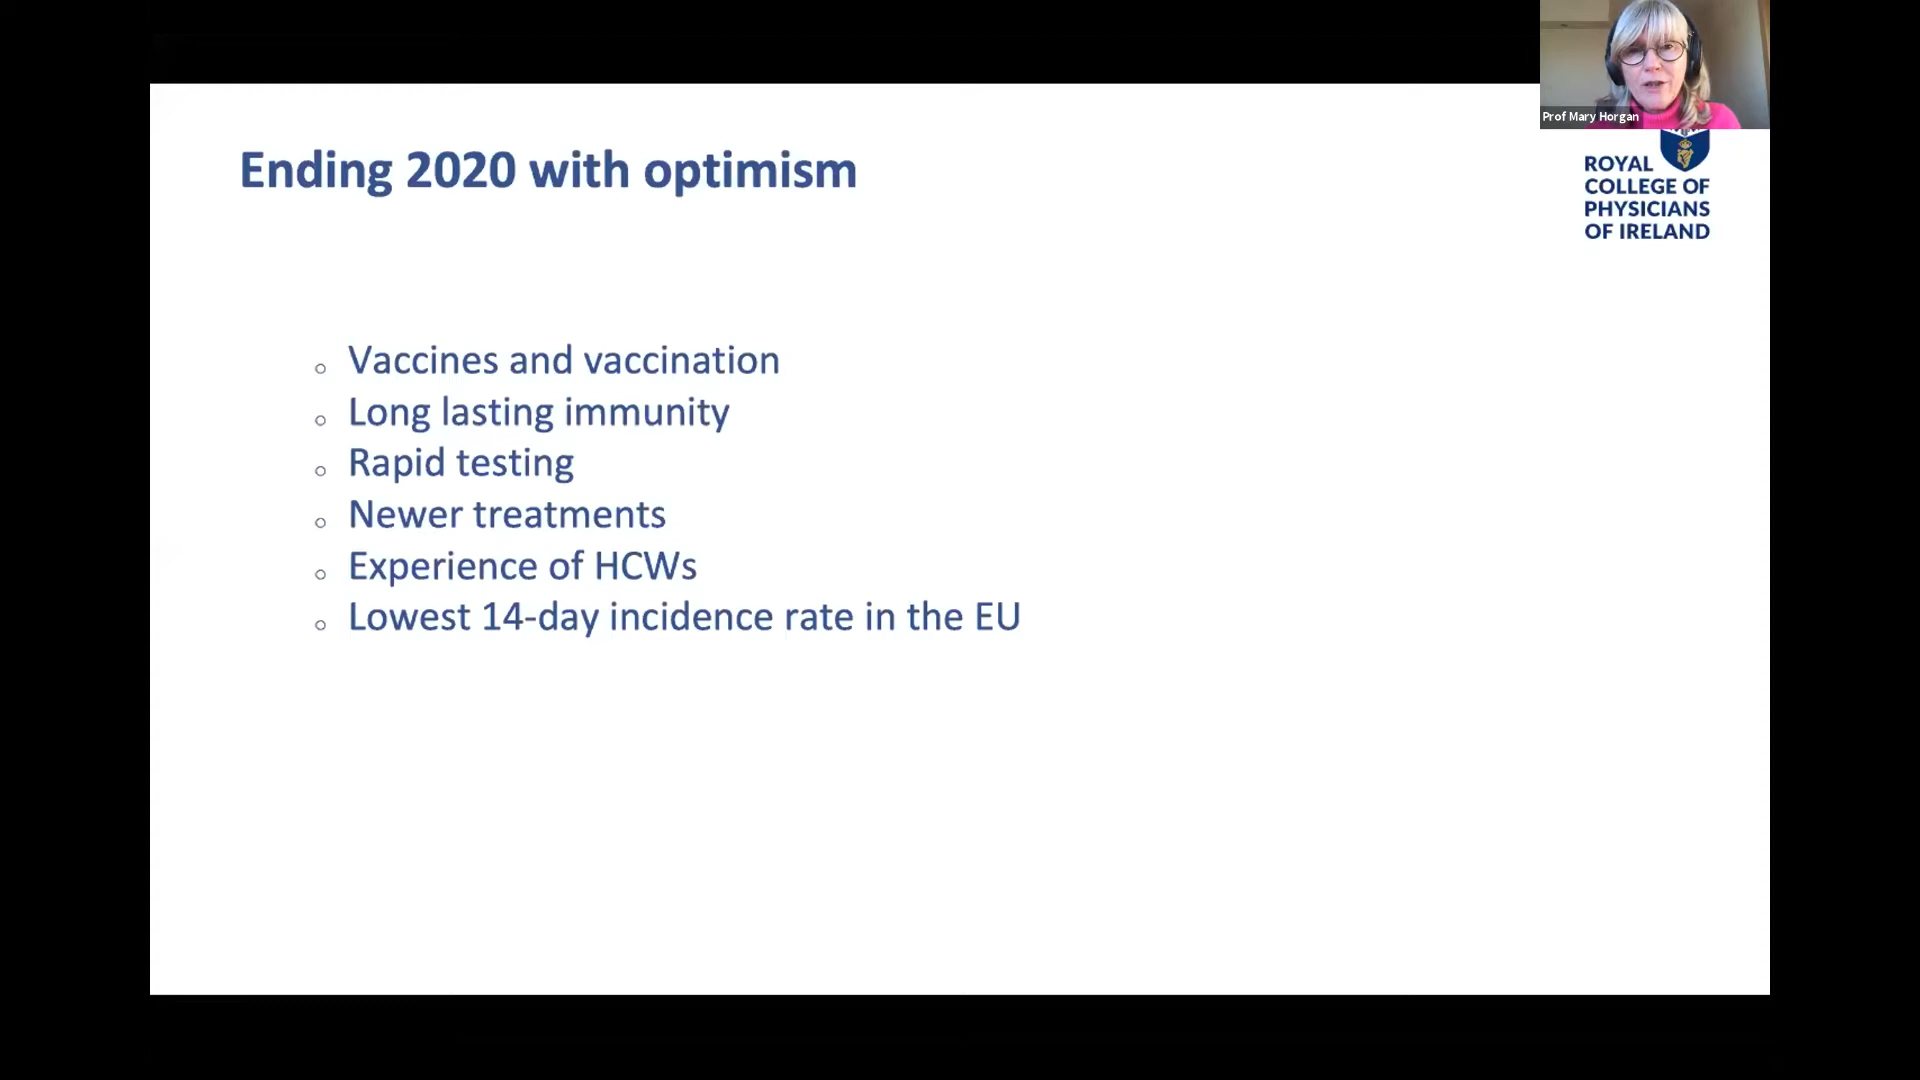 Prof Mary Horgan
Ending 2020 with optimism
ROYAL
COLLEGE OF
PHYSICIANS
OF IRELAND
Vaccines and vaccination
Long lasting immunity
Rapid testing
Newer treatments
Experience of HCWs
Lowest 14-day incidence rate in the EU